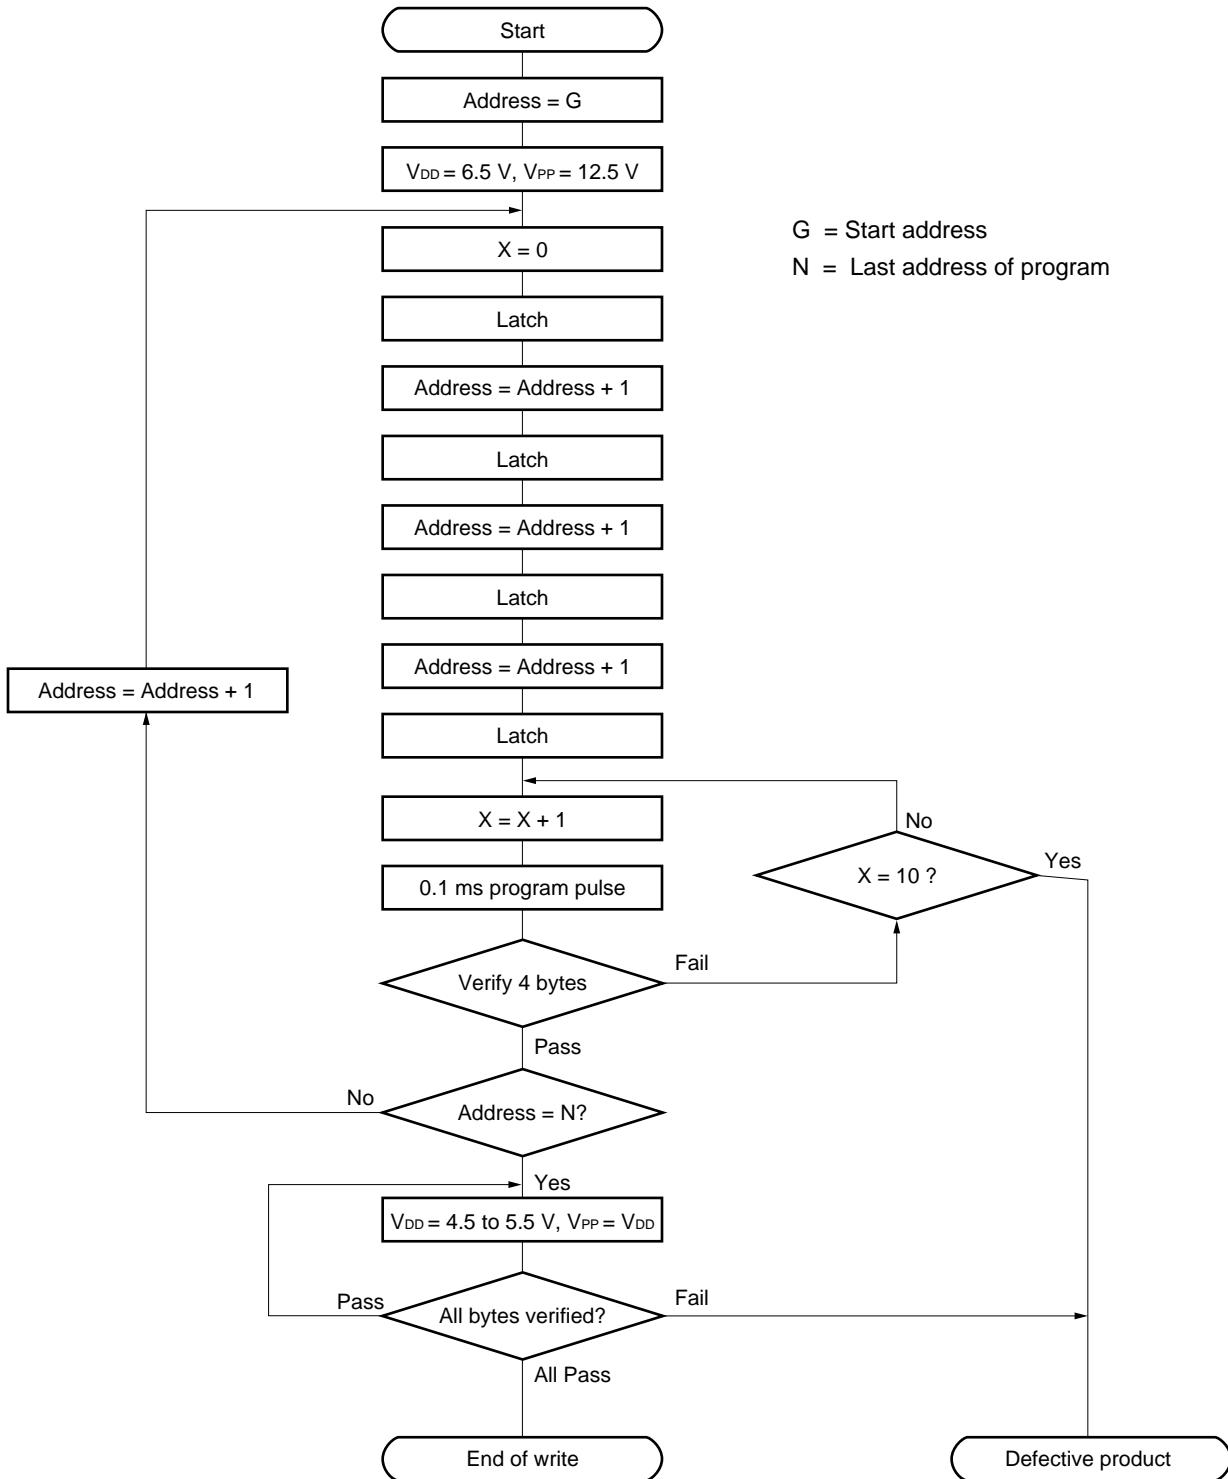 Start
Address = G
VDD = 6.5 V, VPP = 12.5 V
G = Start address
N = Last address of program
X = 0
Latch
Address = Address + 1
Latch
Address = Address + 1
Latch
Address = Address + 1
Address = Address + 1
Latch
X = X + 1
No
X = 10 ?
Yes
0.1 ms program pulse
Verify 4 bytes
Fail
Pass
No
Address = N?
Yes
VDD = 4.5 to 5.5 V, VPP = VDD
Pass
All bytes verified?
Fail
All Pass
End of write
Defective product